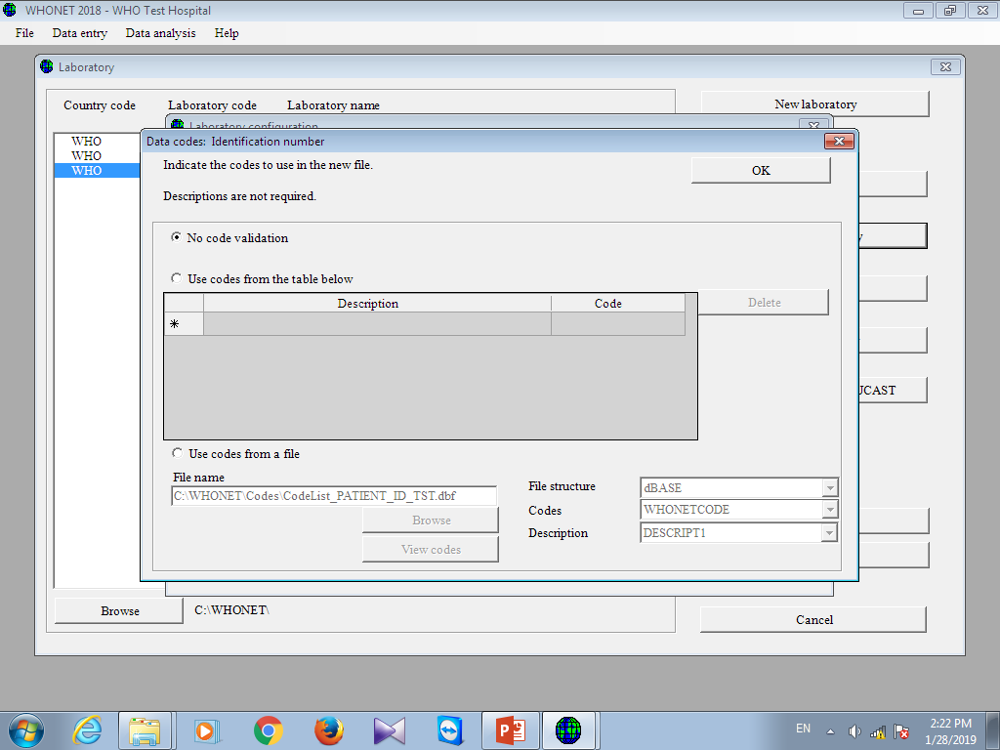 WHONET 2018 - WHO Test Hospital
File Data entry Data analysis Help
Laboratory
Country code Laboratory code Laboratory name
New laboratory
Laboratory configuration
WHO
WHO
WHO
Data codes: Identification number
Indicate the codes to use in the new file.
OK
Descriptions are not required.
No code validation
Use codes from the table below
Description Code
Delete
Use codes from a file
File name
C:\WHONET\Codes\CodeList_PATIENT_ID_TST.dbf
Browse
View codes
File structure dBASE
Codes WHONETCODE
Description DESCRIPT1
Browse C:\WHONET\
Cancel
EN
2:22 PM
1/28/2019